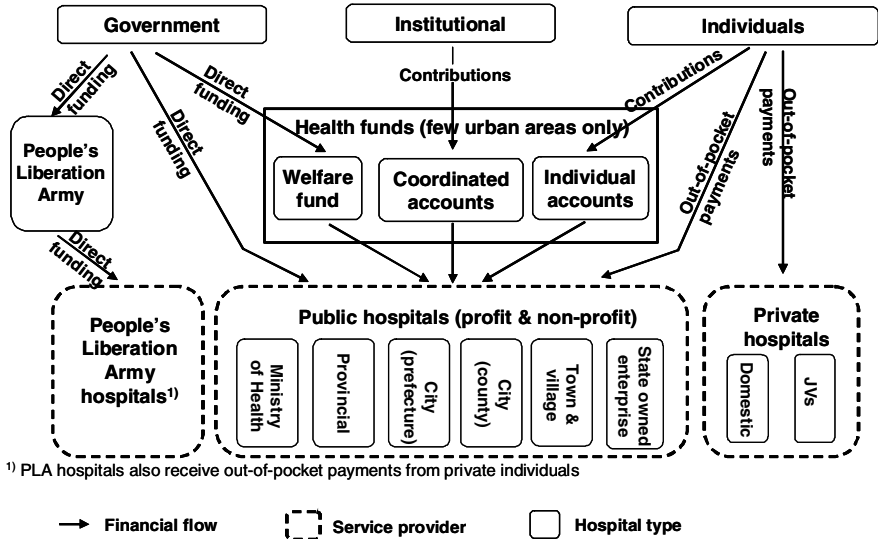 Government
Institutional
Individuals
Direct
funding
Direct
funding
Direct
funding
Contributions
Contributions
Out-of-pocket
payments
Out-of-pocket
payments
People's
Liberation
Army
Health funds (few urban areas only)
Welfare
fund
Coordinated
accounts
Individual
accounts
Direct
funding
People's
Liberation
Army
hospitals¹⁾
Public hospitals (profit & non-profit)
Ministry
of Health
Provincial
City
(prefecture)
City
(county)
Town &
village
State owned
enterprise
Private
hospitals
Domestic
JVs
¹⁾ PLA hospitals also receive out-of-pocket payments from private individuals
Financial flow
Service provider
Hospital type